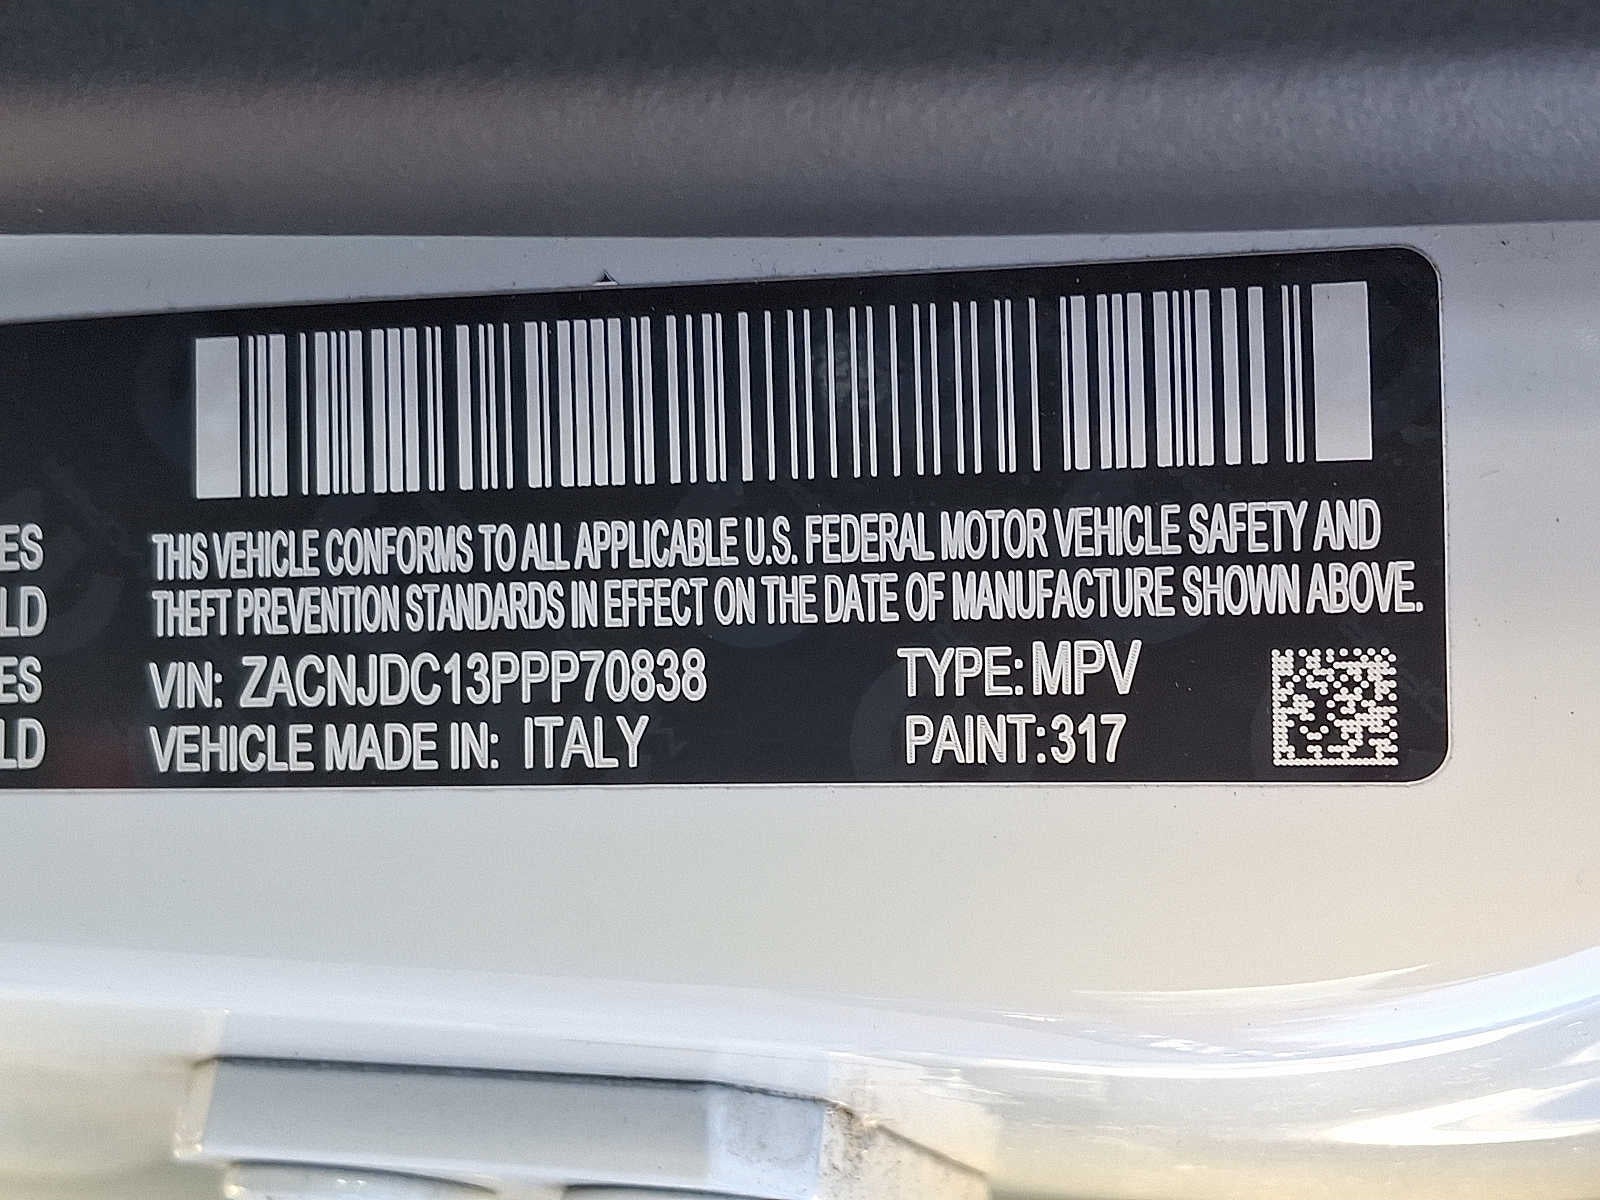 ES
LD
ES
LD
THIS VEHICLE CONFORMS TO ALL APPLICABLE U.S. FEDERAL MOTOR VEHICLE SAFETY AND
THEFT PREVENTION STANDARDS IN EFFECT ON THE DATE OF MANUFACTURE SHOWN ABOVE.
VIN: ZACNJDC13PPP70838 TYPE: MPV
VEHICLE MADE IN: ITALY PAINT:317